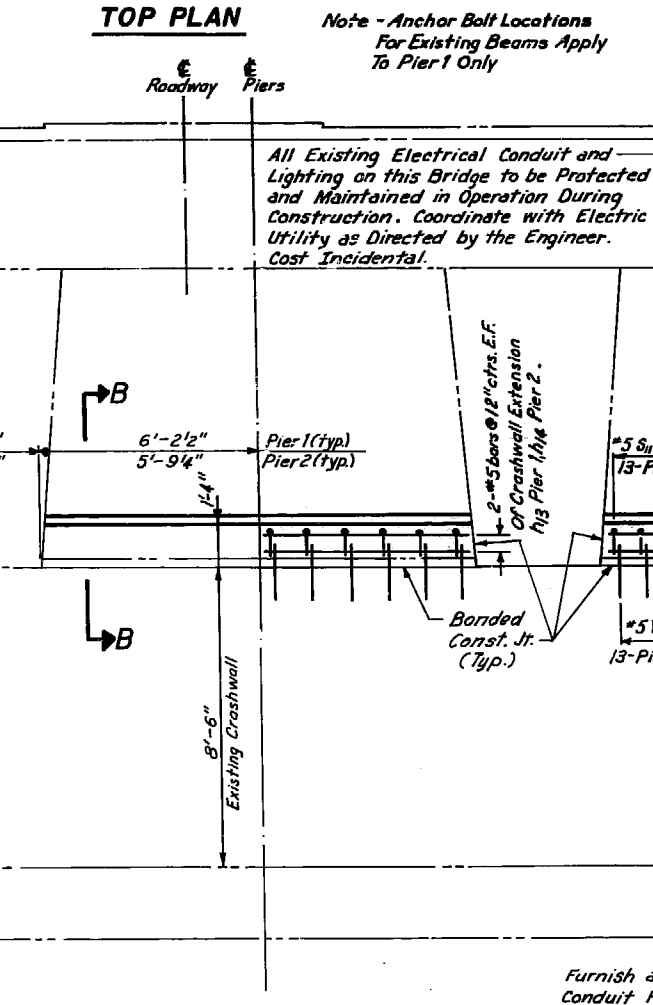 TOP PLAN
Note - Anchor Bolt Locations
For Existing Beams Apply
To Pier 1 Only
℄
Roadway
℄
Piers
All Existing Electrical Conduit and
Lighting on this Bridge to be Protected
and Maintained in Operation During
Construction. Coordinate with Electric
Utility as Directed by the Engineer.
Cost Incidental.
B
6'-2½"
Pier 1 (typ.)
5'-9¼"
Pier 2 (typ.)
1'-4"
2-#5 bars @ 12" ctrs. E.F.
Of Crashwall Extension
h13 Pier 1, h14 Pier 2.
#5 S11
13-P
B
Bonded
Const. Jt.
(Typ.)
#5
13-Pi
8'-6"
Existing Crashwall
Furnish
Conduit